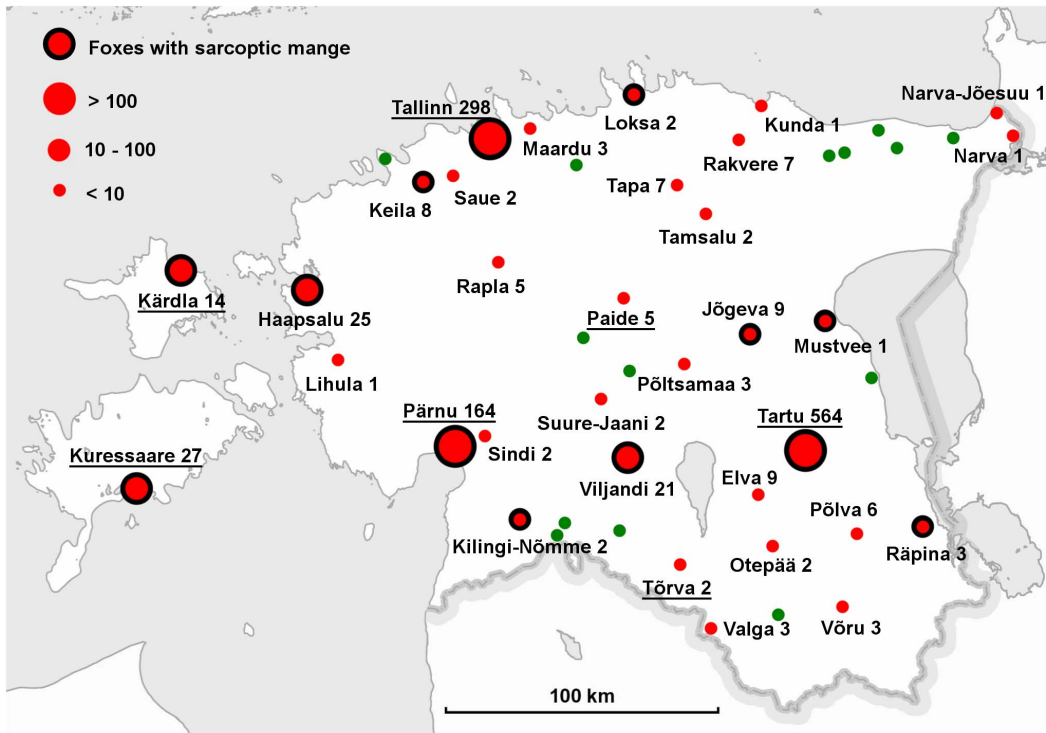 Foxes with sarcoptic mange
> 100
10 - 100
< 10
Tallinn 298
Maardu 3
Loksa 2
Kunda 1
Narva-Jõesuu 1
Narva 1
Rakvere 7
Keila 8
Saue 2
Tapa 7
Tamsalu 2
Kärdla 14
Haapsalu 25
Rapla 5
Paide 5
Jõgeva 9
Mustvee 1
Lihula 1
Põltsamaa 3
Pärnu 164
Sindi 2
Suure-Jaani 2
Tartu 564
Kuressaare 27
Viljandi 21
Elva 9
Põlva 6
Kilingi-Nõmme 2
Otepää 2
Räpina 3
Tõrva 2
Valga 3
Võru 3
100 km